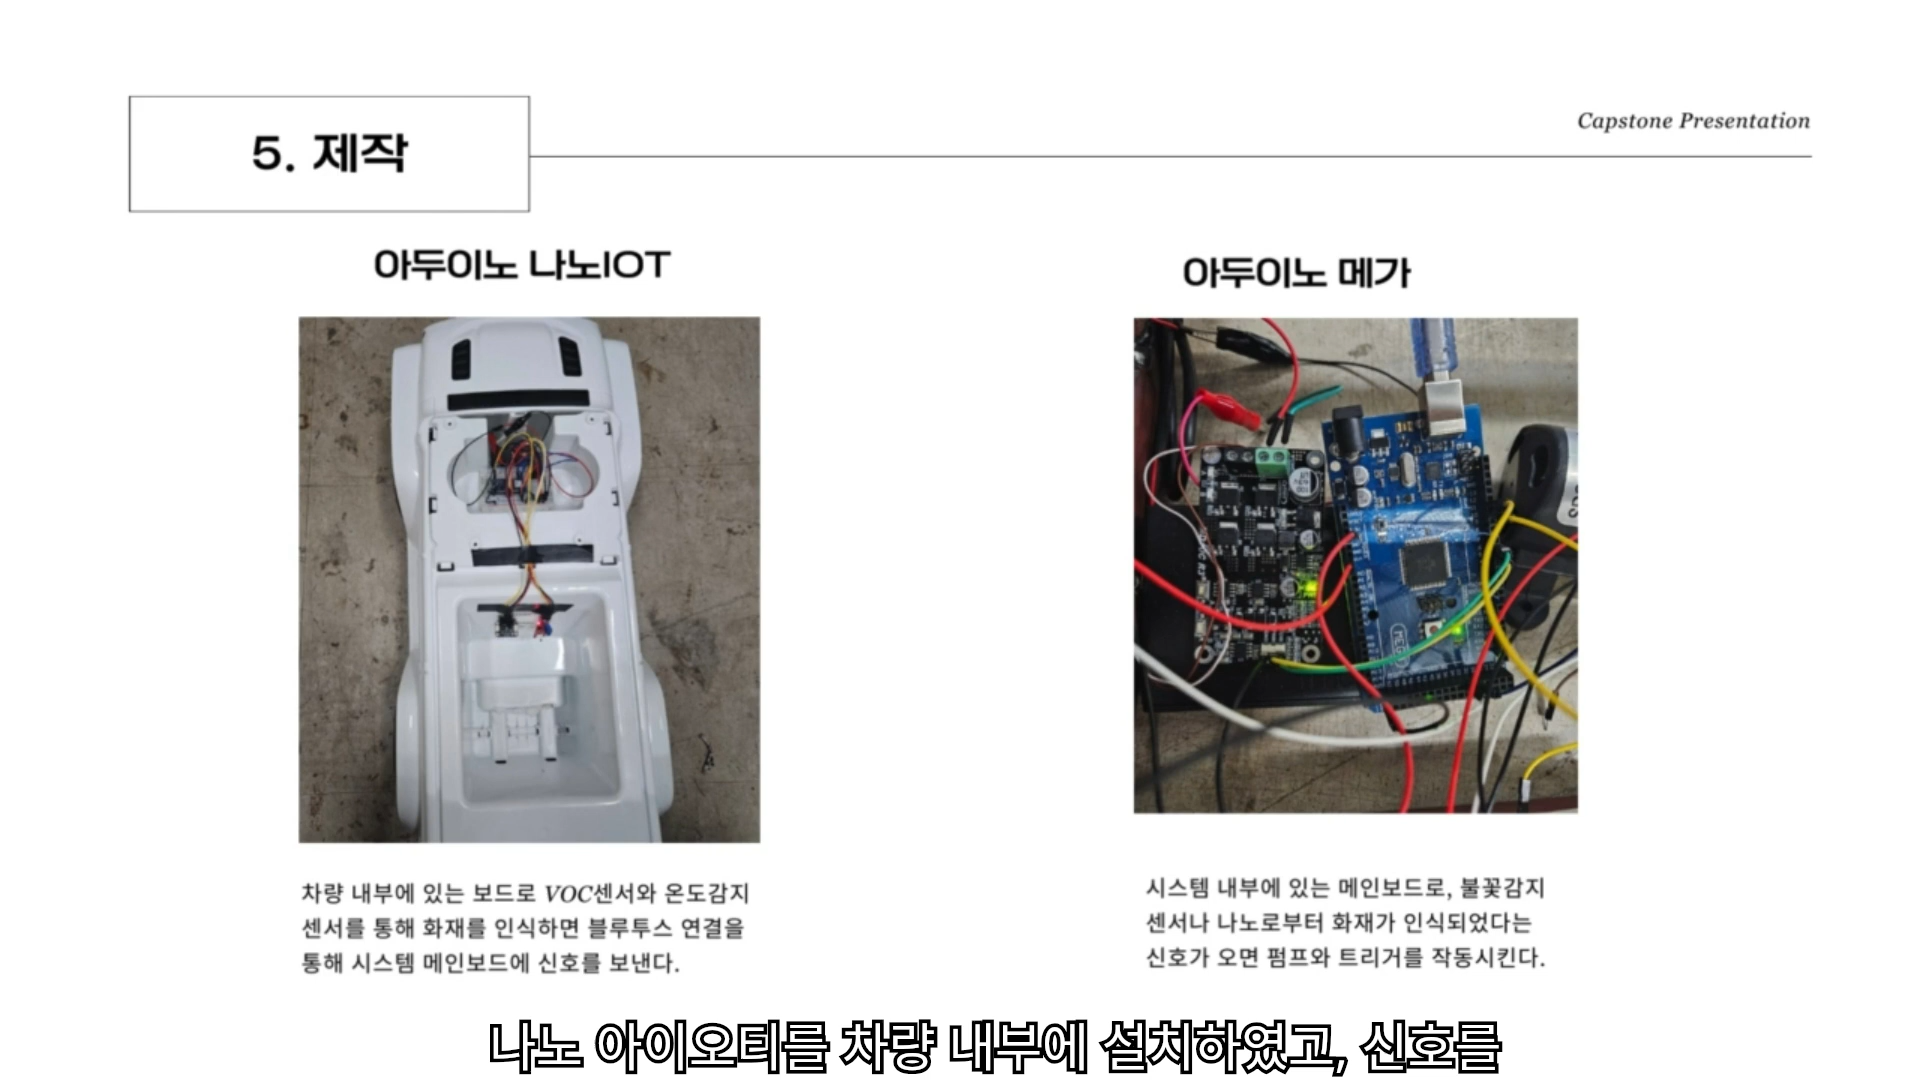 Capstone Presentation
5. 제작
아두이노 나노IOT
아두이노 메가
차량 내부에 있는 보드로 VOC센서와 온도감지
센서를 통해 화재를 인식하면 블루투스 연결을
통해 시스템 메인보드에 신호를 보낸다.
시스템 내부에 있는 메인보드로, 불꽃감지
센서나 나노로부터 화재가 인식되었다는
신호가 오면 펌프와 트리거를 작동시킨다.
나노 아이오티를 차량 내부에 설치하였고, 신호를